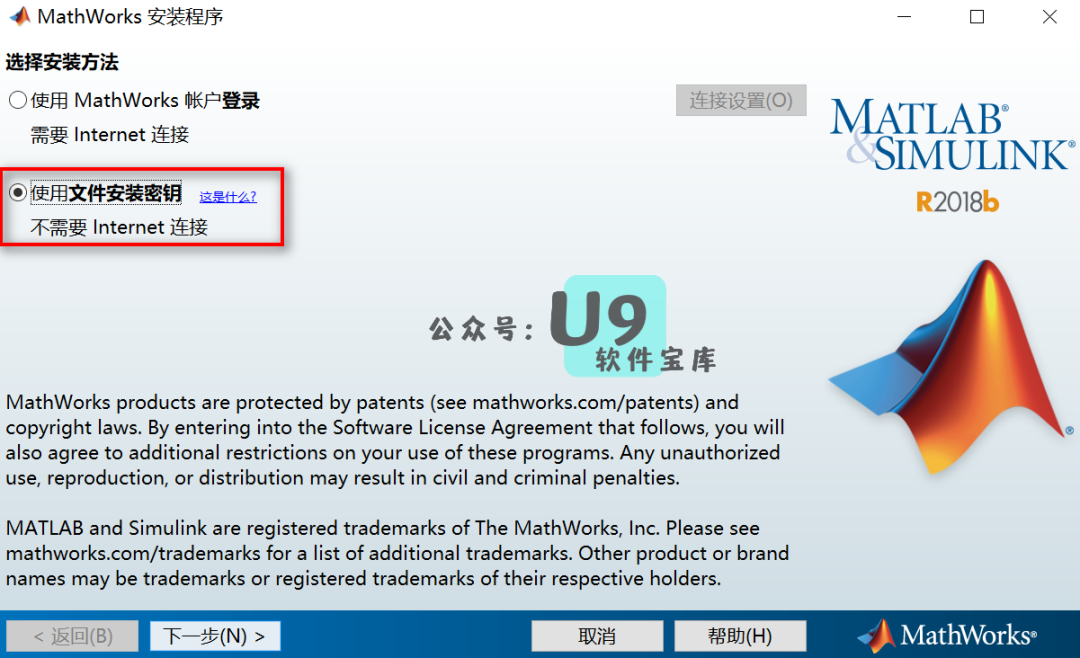 MathWorks 安装程序
选择安装方法
使用 MathWorks 帐户登录
连接设置(O)
需要 Internet 连接
使用文件安装密钥 这是什么?
不需要 Internet 连接
MATLAB®
&SIMULINK®
R2018b
公众号: U9
软件宝库
®
MathWorks products are protected by patents (see mathworks.com/patents) and
copyright laws. By entering into the Software License Agreement that follows, you will
also agree to additional restrictions on your use of these programs. Any unauthorized
use, reproduction, or distribution may result in civil and criminal penalties.
MATLAB and Simulink are registered trademarks of The MathWorks, Inc. Please see
mathworks.com/trademarks for a list of additional trademarks. Other product or brand
names may be trademarks or registered trademarks of their respective holders.
< 返回(B) 下一步(N) > 取消 帮助(H) MathWorks®